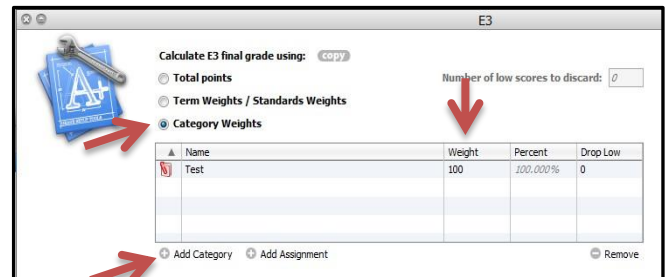 E3
Calculate E3 final grade using: copy
Total points
Number of low scores to discard: 0
Term Weights / Standards Weights
Category Weights
Name Weight Percent Drop Low
Test 100 100.000% 0
Add Category Add Assignment Remove